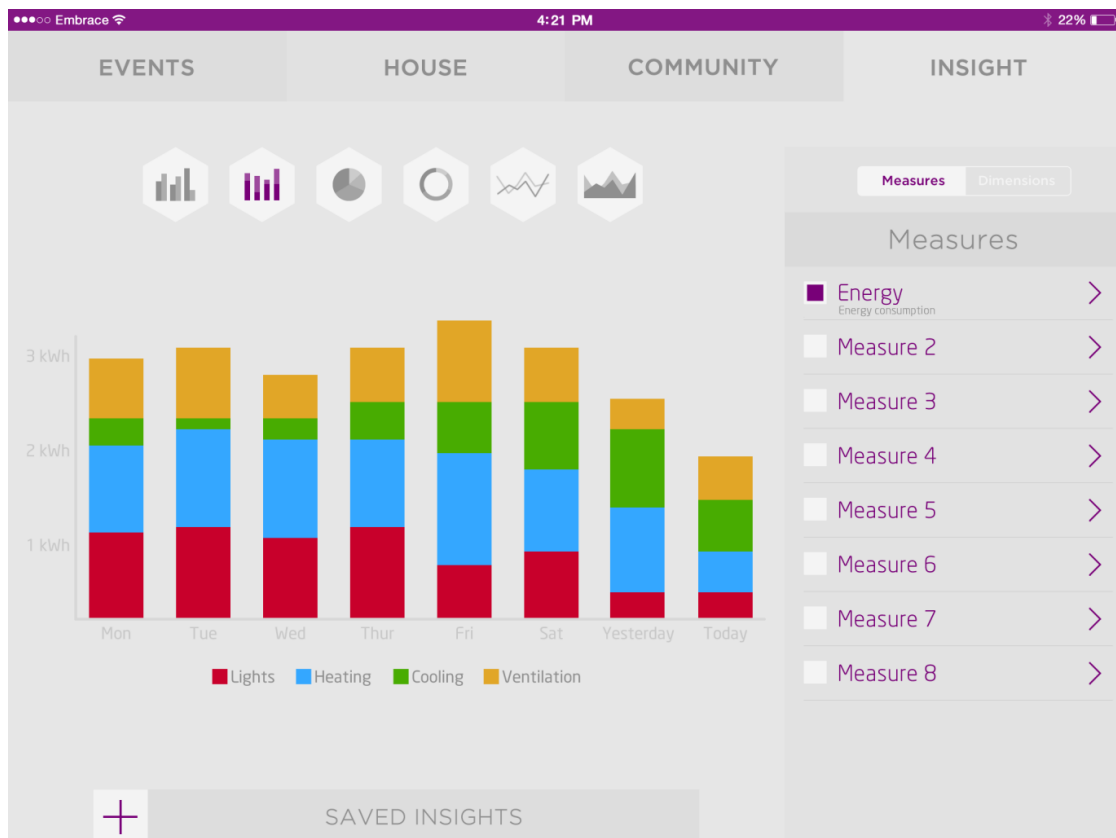 Embrace 4:21 PM 22%
EVENTS HOUSE COMMUNITY INSIGHT
Measures Dimensions
Measures
Energy
Energy consumption
Measure 2
Measure 3
Measure 4
Measure 5
Measure 6
Measure 7
Measure 8
3 kWh
2 kWh
1 kWh
Mon Tue Wed Thur Fri Sat Yesterday Today
Lights Heating Cooling Ventilation
SAVED INSIGHTS